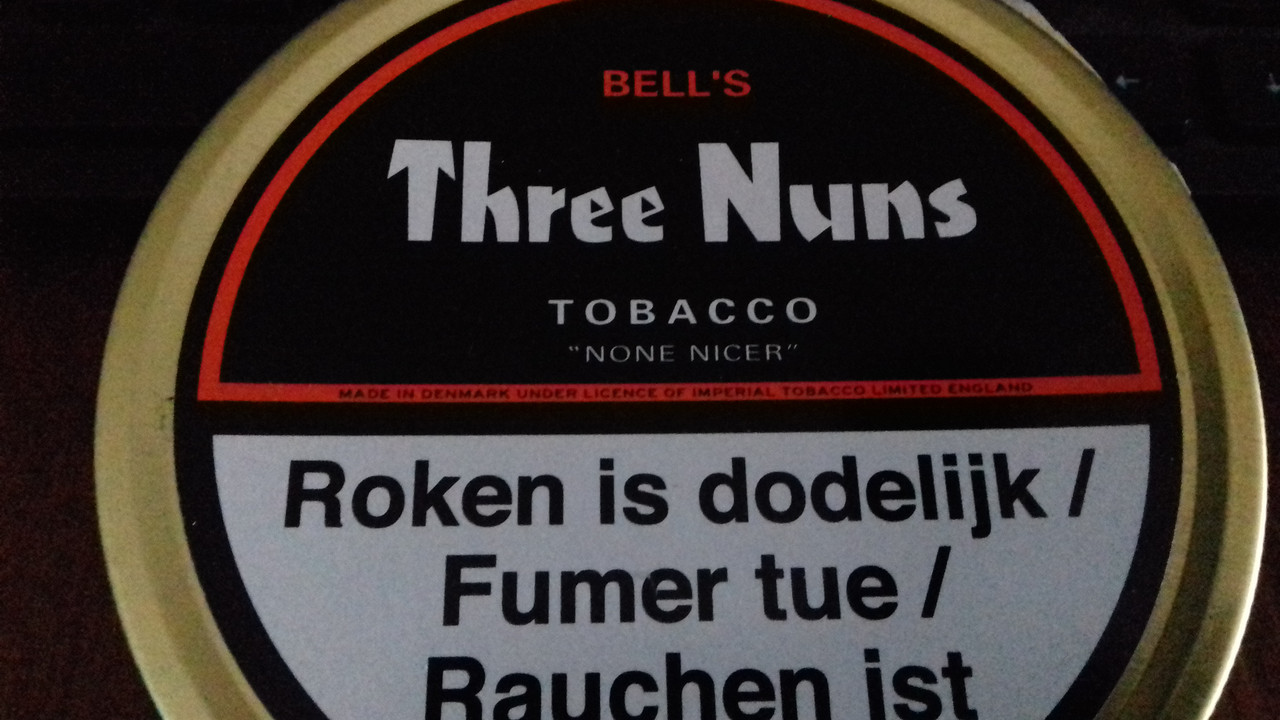 BELL'S
Three Nuns
TOBACCO
"NONE NICER"
MADE IN DENMARK UNDER LICENCE OF IMPERIAL TOBACCO LIMITED ENGLAND
Roken is dodelijk /
Fumer tue /
Rauchen ist